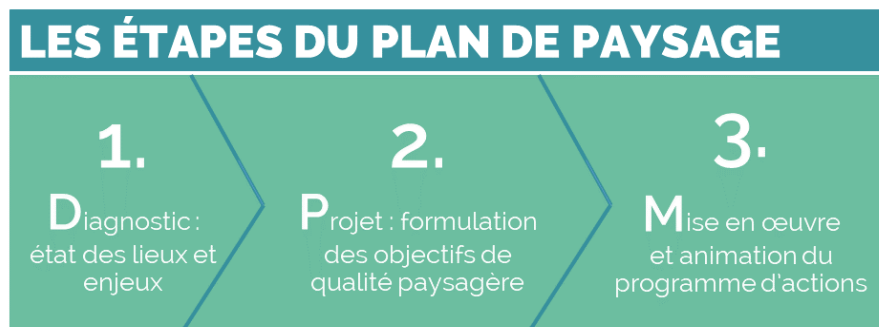 LES ÉTAPES DU PLAN DE PAYSAGE
1.
Diagnostic :
état des lieux et
enjeux
2.
Projet : formulation
des objectifs de
qualité paysagère
3.
Mise en œuvre
et animation du
programme d'actions